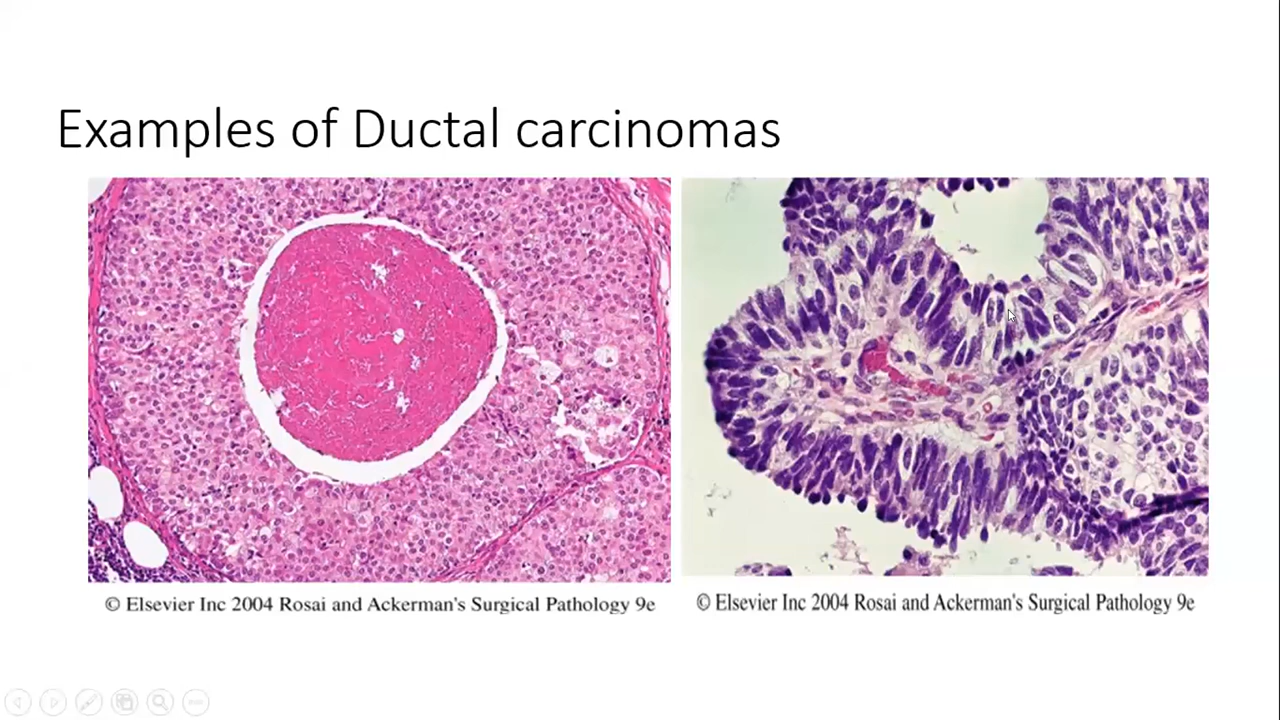 Examples of Ductal carcinomas
© Elsevier Inc 2004 Rosai and Ackerman's Surgical Pathology 9e
© Elsevier Inc 2004 Rosai and Ackerman's Surgical Pathology 9e